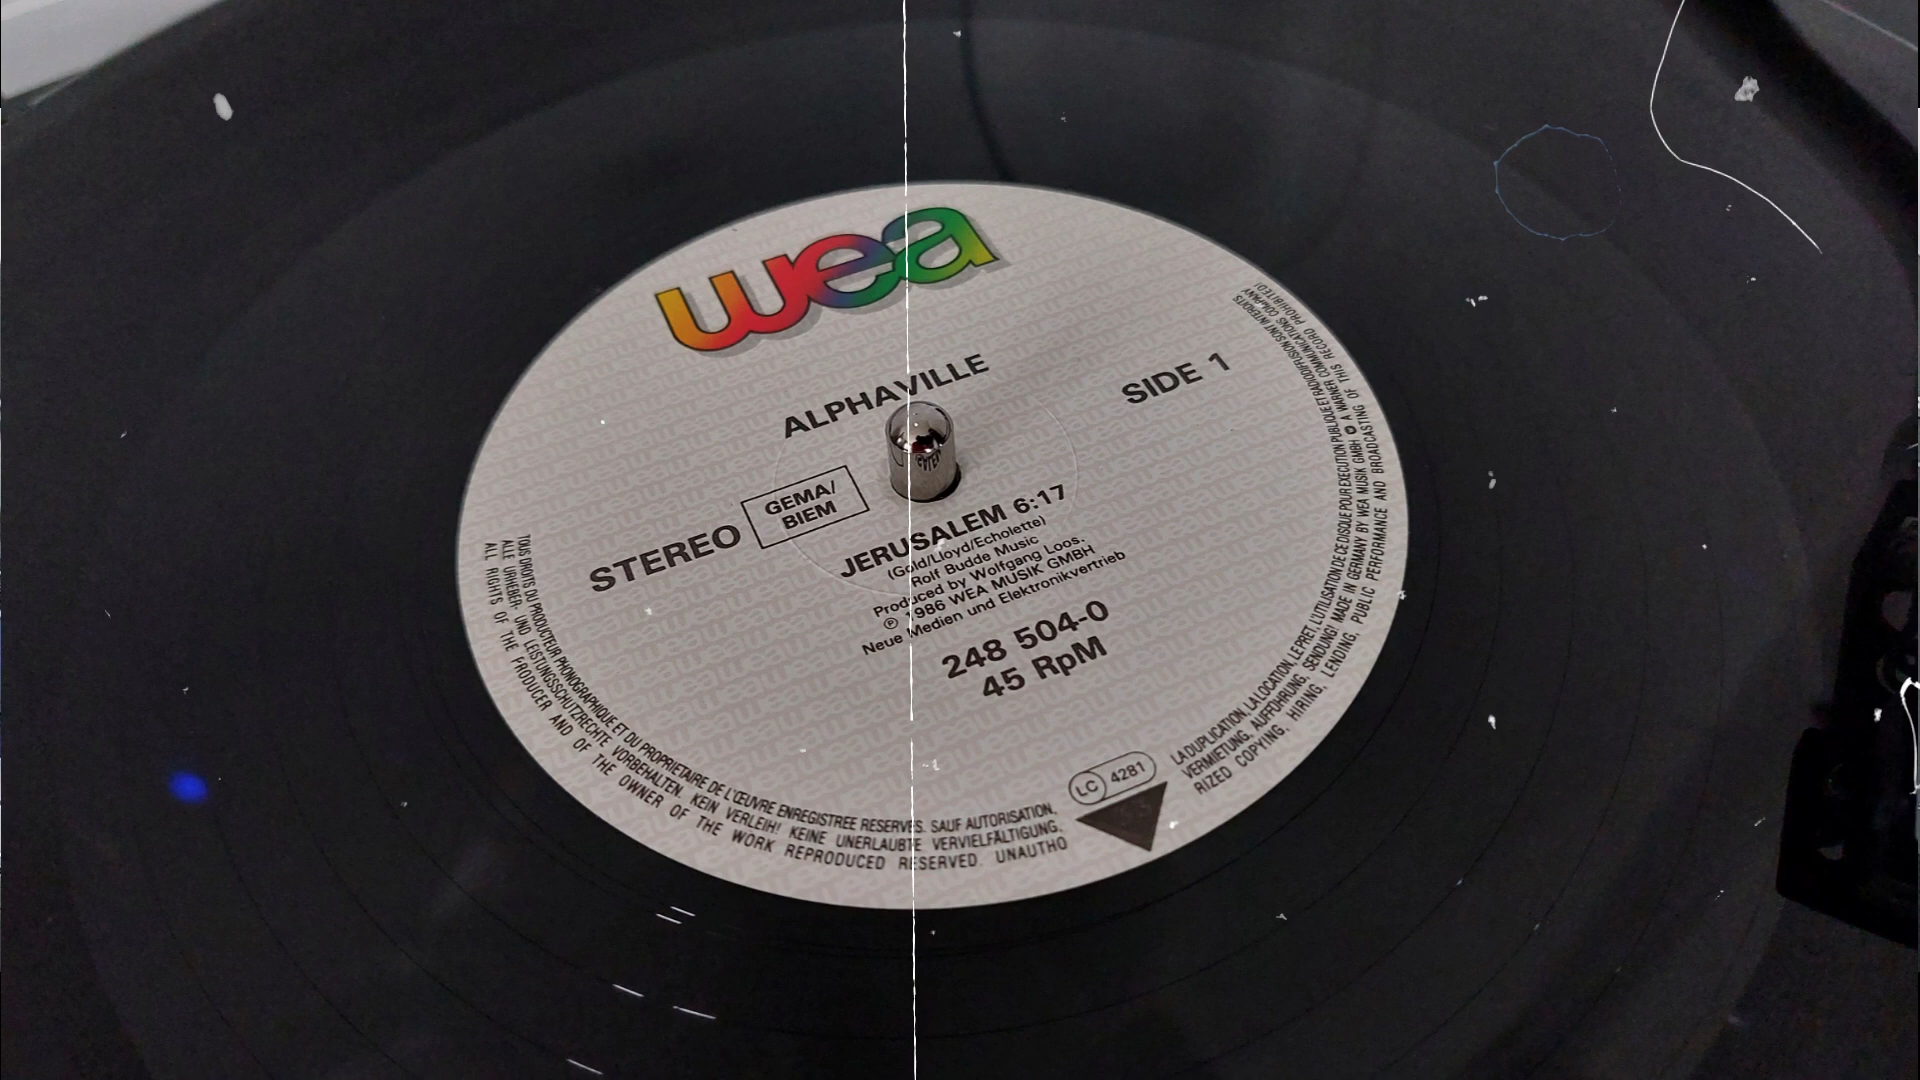 wea
ALPHAVILLE
SIDE 1
STEREO
GEMA/
BIEM
JERUSALEM 6:17
(Gold/Lloyd/Echolette)
Rolf Budde Music
Produced by Wolfgang Loos.
℗ 1986 WEA MUSIK GMBH
Neue Medien und Elektronikvertrieb
248 504-0
45 RpM
LC 4281
TOUS DROITS DU PRODUCTEUR PHONOGRAPHIQUE ET DU PROPRIETAIRE DE L'ŒUVRE ENREGISTREE RESERVES. SAUF AUTORISATION, LA DUPLICATION, LA LOCATION, LE PRET, L'UTILISATION DE CE DISQUE POUR EXECUTION PUBLIQUE ET RADIODIFFUSION SONT INTERDITS
ALLE URHEBER- UND LEISTUNGSSCHUTZRECHTE VORBEHALTEN. KEIN VERLEIH! KEINE UNERLAUBTE VERVIELFÄLTIGUNG, VERMIETUNG, AUFFÜHRUNG, SENDUNG! MADE IN GERMANY BY WEA MUSIK GMBH A WARNER COMMUNICATIONS COMPANY
ALL RIGHTS OF THE PRODUCER AND OF THE OWNER OF THE WORK REPRODUCED RESERVED. UNAUTHO RIZED COPYING, HIRING, LENDING, PUBLIC PERFORMANCE AND BROADCASTING OF THIS RECORD PROHIBITED!